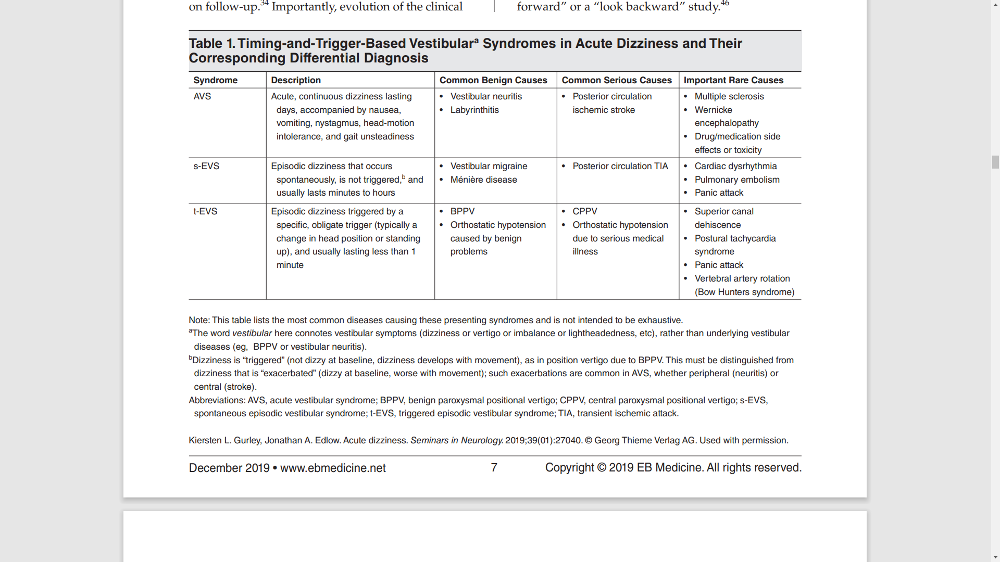 on follow-up.34 Importantly, evolution of the clinical
forward” or a “look backward” study.46
Table 1. Timing-and-Trigger-Based Vestibulara Syndromes in Acute Dizziness and Their
Corresponding Differential Diagnosis
Syndrome
Description
Common Benign Causes
Common Serious Causes
Important Rare Causes
AVS
Acute, continuous dizziness lasting
days, accompanied by nausea,
vomiting, nystagmus, head-motion
intolerance, and gait unsteadiness
• Vestibular neuritis
• Labyrinthitis
• Posterior circulation
ischemic stroke
• Multiple sclerosis
• Wernicke
encephalopathy
• Drug/medication side
effects or toxicity
s-EVS
Episodic dizziness that occurs
spontaneously, is not triggered,b and
usually lasts minutes to hours
• Vestibular migraine
• Ménière disease
• Posterior circulation TIA
• Cardiac dysrhythmia
• Pulmonary embolism
• Panic attack
t-EVS
Episodic dizziness triggered by a
specific, obligate trigger (typically a
change in head position or standing
up), and usually lasting less than 1
minute
• BPPV
• Orthostatic hypotension
caused by benign
problems
• CPPV
• Orthostatic hypotension
due to serious medical
illness
• Superior canal
dehiscence
• Postural tachycardia
syndrome
• Panic attack
• Vertebral artery rotation
(Bow Hunters syndrome)
Note: This table lists the most common diseases causing these presenting syndromes and is not intended to be exhaustive.
aThe word vestibular here connotes vestibular symptoms (dizziness or vertigo or imbalance or lightheadedness, etc), rather than underlying vestibular
diseases (eg, BPPV or vestibular neuritis).
bDizziness is “triggered” (not dizzy at baseline, dizziness develops with movement), as in position vertigo due to BPPV. This must be distinguished from
dizziness that is “exacerbated” (dizzy at baseline, worse with movement); such exacerbations are common in AVS, whether peripheral (neuritis) or
central (stroke).
Abbreviations: AVS, acute vestibular syndrome; BPPV, benign paroxysmal positional vertigo; CPPV, central paroxysmal positional vertigo; s-EVS,
spontaneous episodic vestibular syndrome; t-EVS, triggered episodic vestibular syndrome; TIA, transient ischemic attack.
Kiersten L. Gurley, Jonathan A. Edlow. Acute dizziness. Seminars in Neurology. 2019;39(01):27040. © Georg Thieme Verlag AG. Used with permission.
December 2019 • www.ebmedicine.net
7
Copyright © 2019 EB Medicine. All rights reserved.